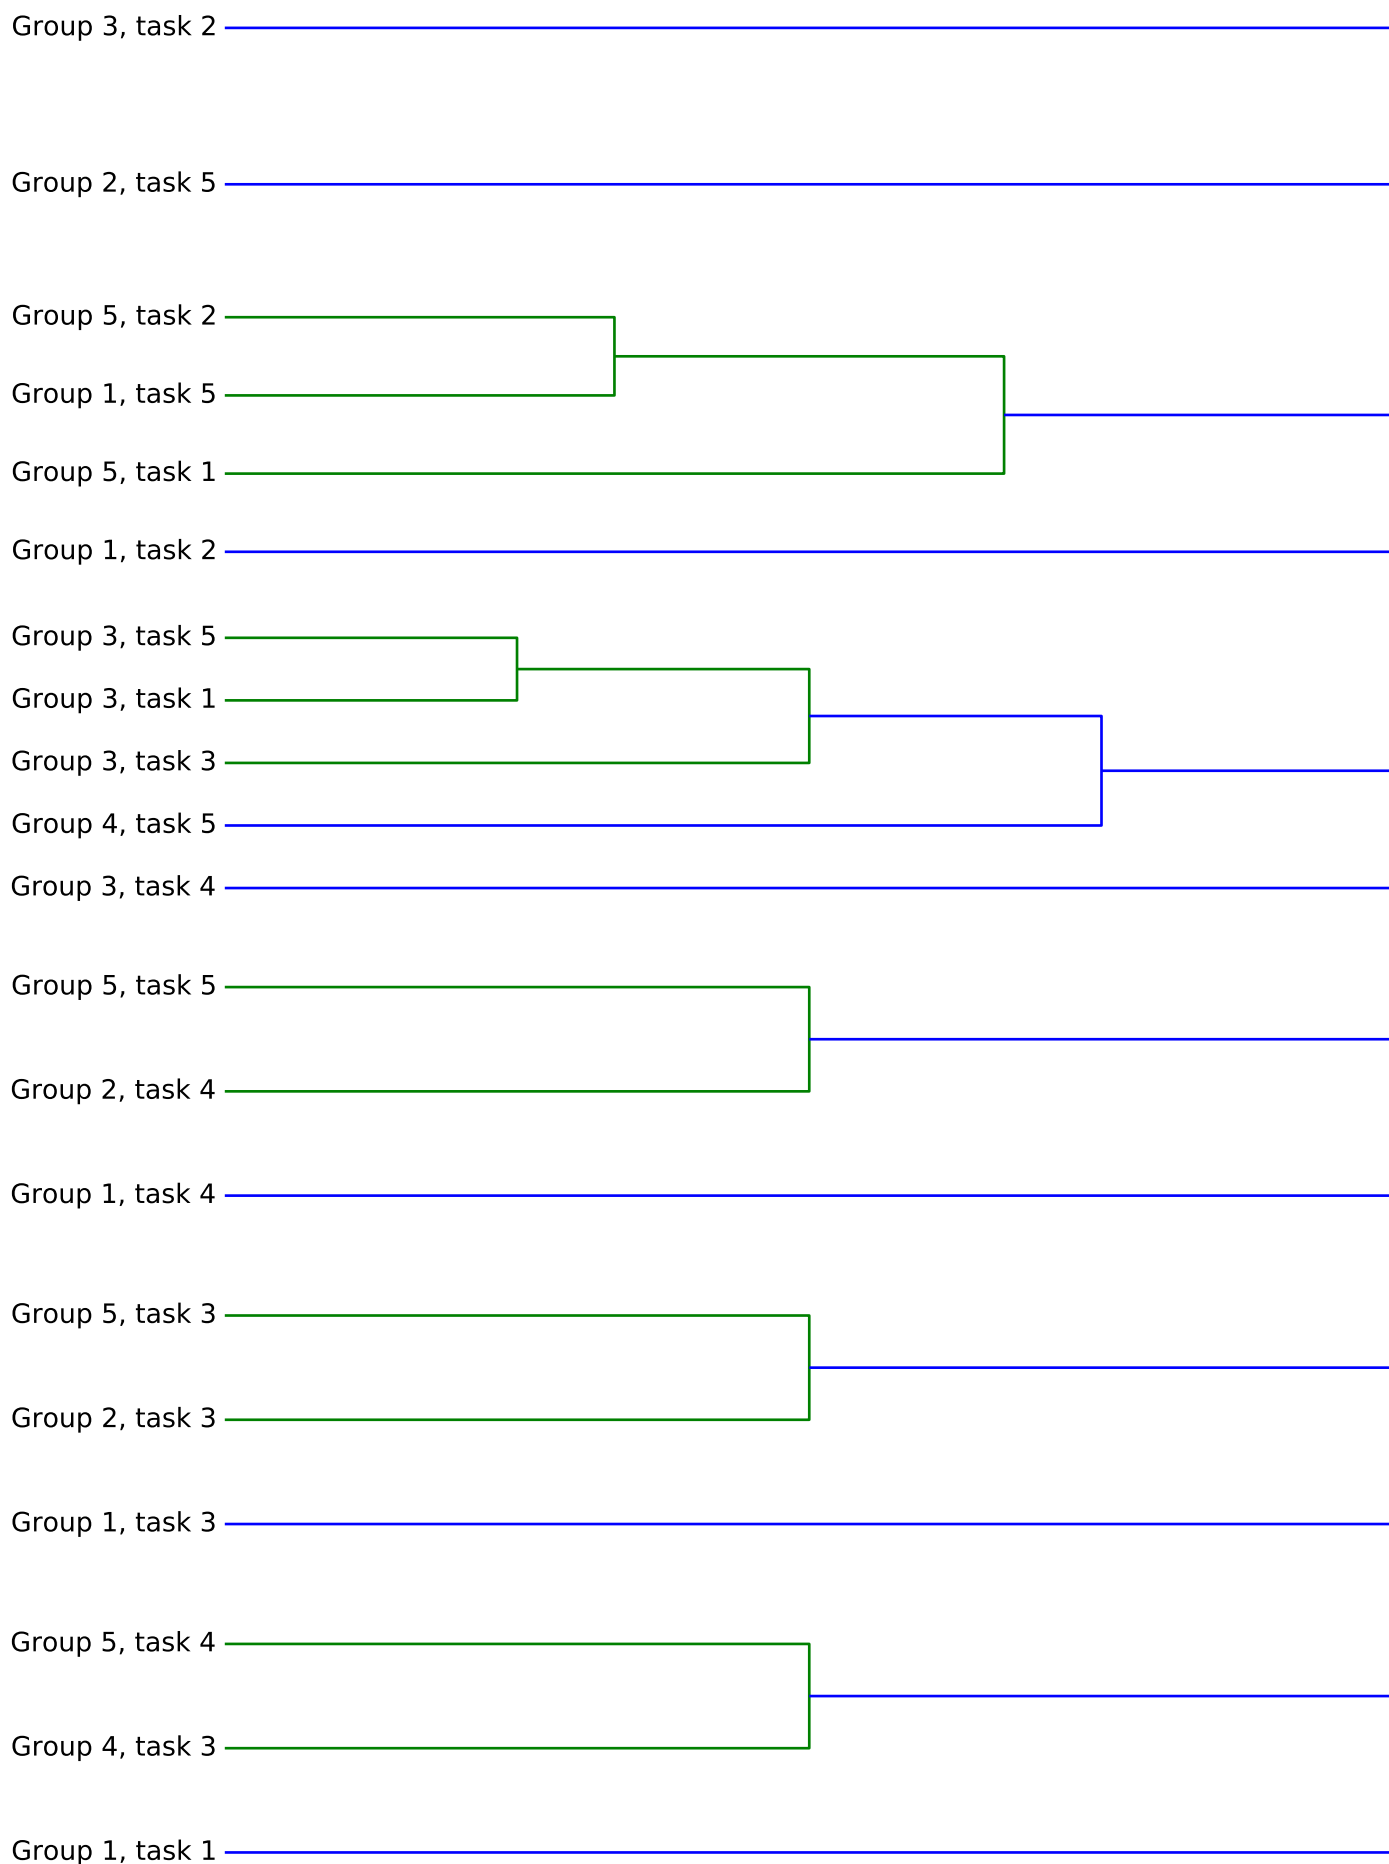 Group 3, task 2
Group 2, task 5
Group 5, task 2
Group 1, task 5
Group 5, task 1
Group 1, task 2
Group 3, task 5
Group 3, task 1
Group 3, task 3
Group 4, task 5
Group 3, task 4
Group 5, task 5
Group 2, task 4
Group 1, task 4
Group 5, task 3
Group 2, task 3
Group 1, task 3
Group 5, task 4
Group 4, task 3
Group 1, task 1